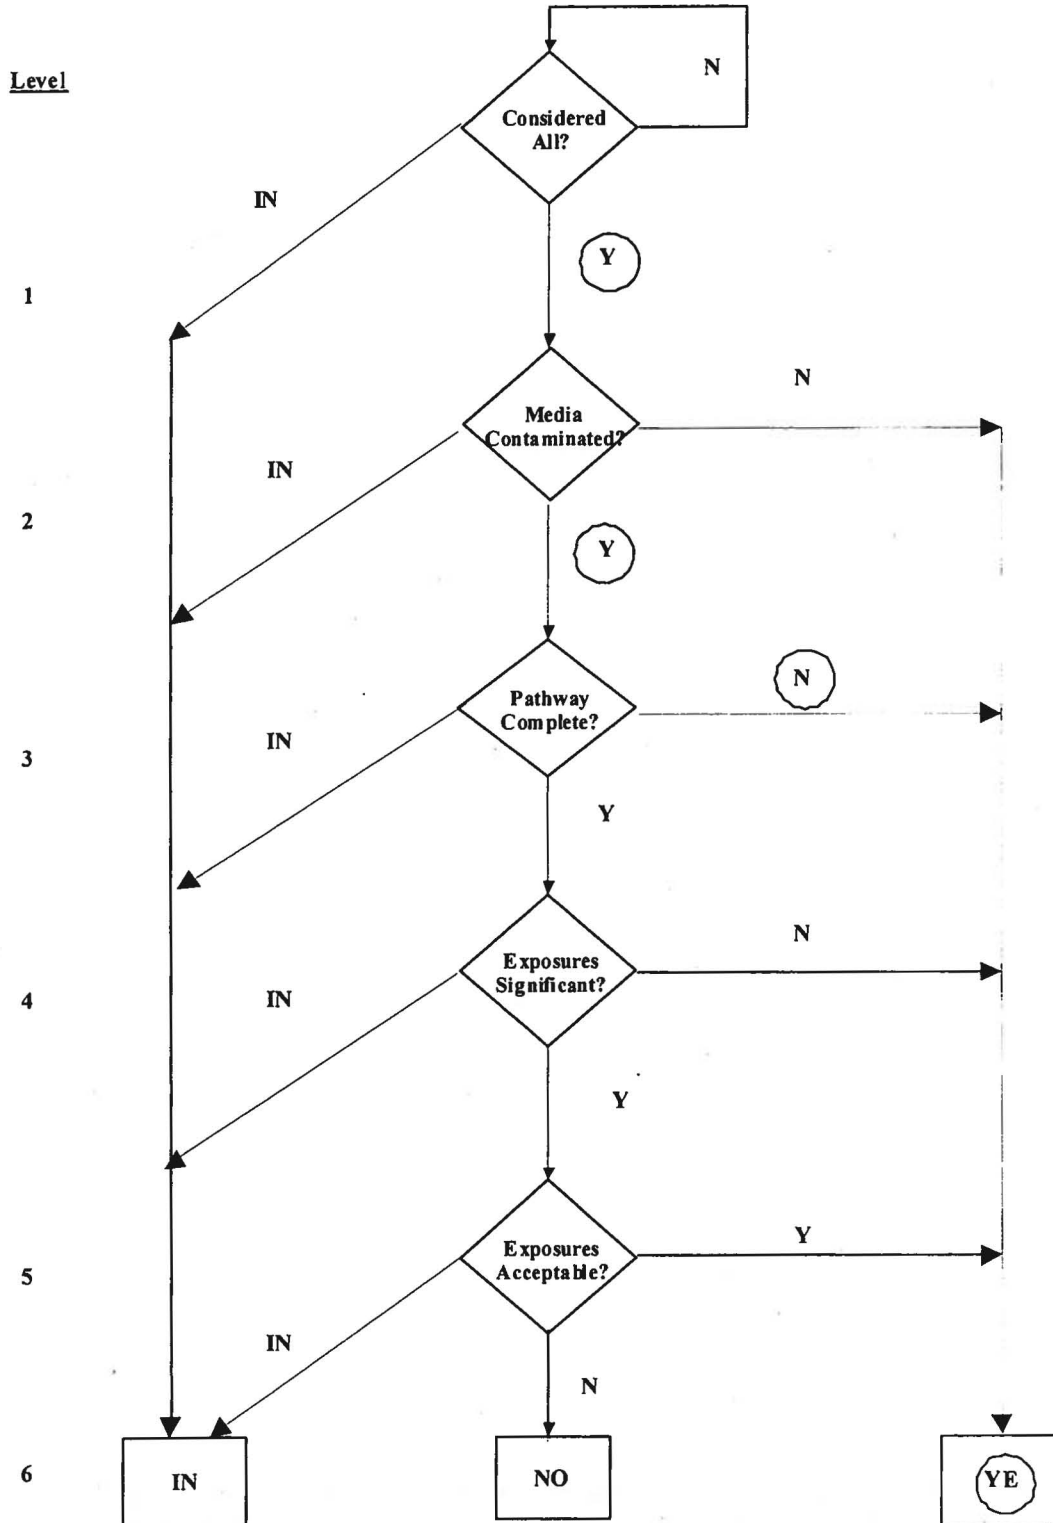 Level
N
Considered
All?
IN
Y
1
N
Media
Contaminated?
IN
2
Y
N
Pathway
Complete?
IN
3
Y
N
Exposures
Significant?
IN
4
Y
Y
Exposures
Acceptable?
5
IN
N
6
IN
NO
YE